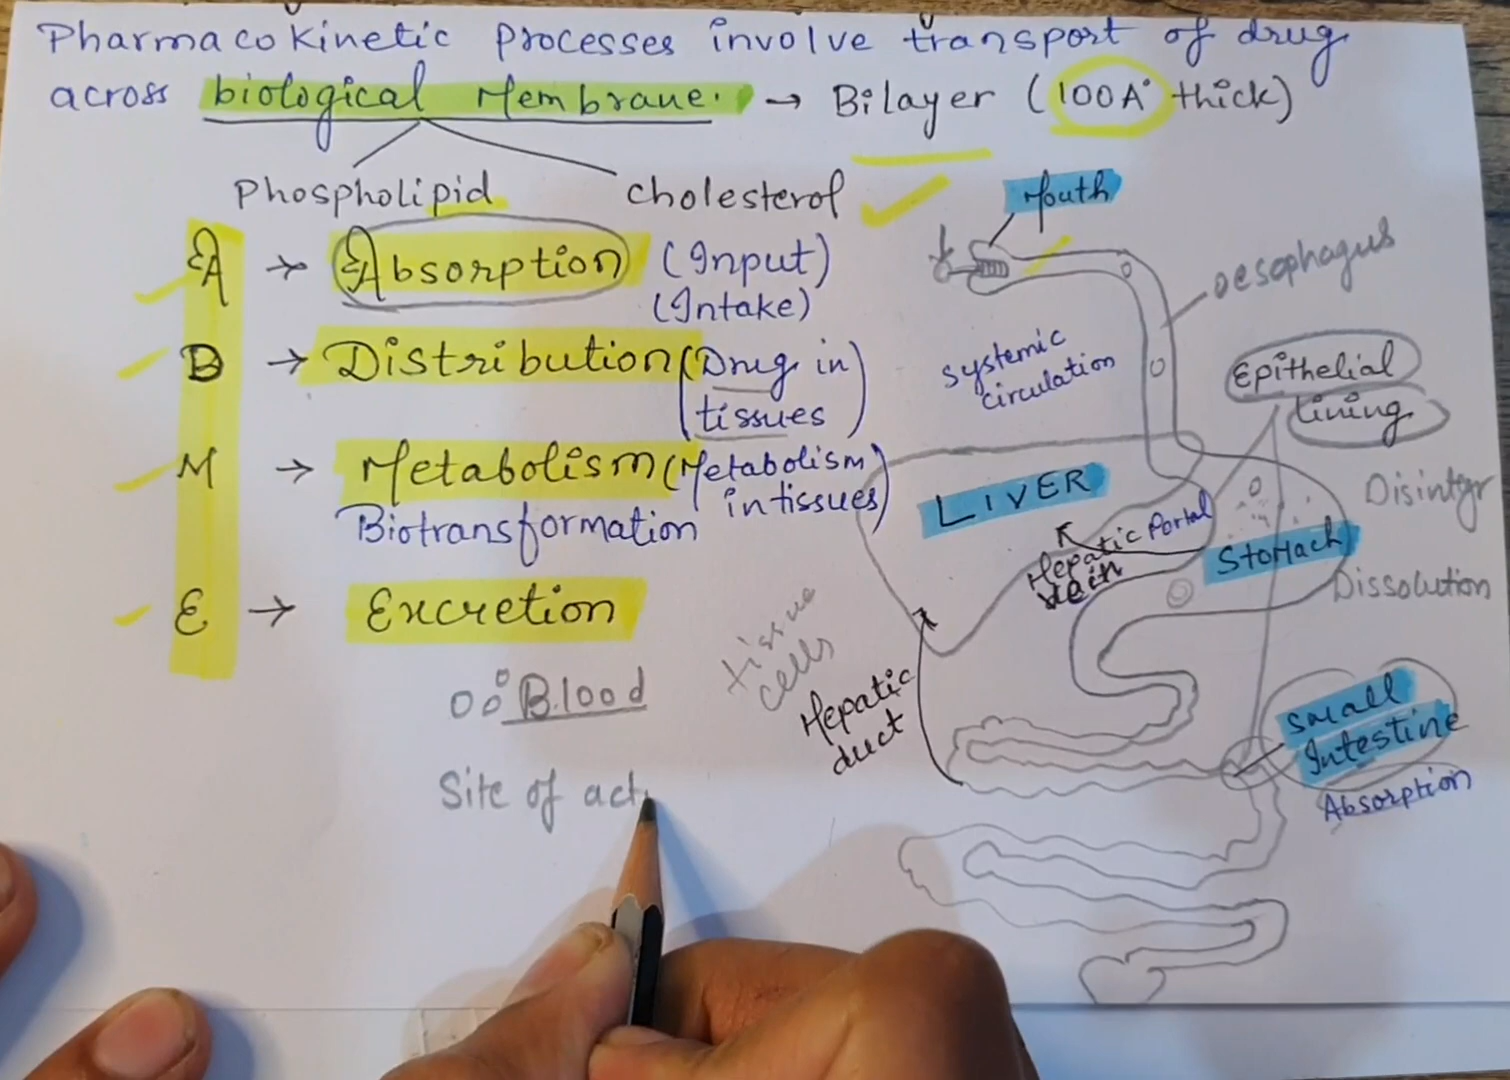 Pharmacokinetic processes involve transport of drug
across biological Membrane. → Bilayer (100A° thick)
Phospholipid cholesterol
A → Absorption (Input)
(Intake)
D → Distribution (Drug in
tissues)
M → Metabolism (Metabolism
in tissues)
Biotransformation
E → Excretion
Blood
Site of act
Mouth
oesophagus
systemic
circulation
Epithelial
lining
LIVER
Hepatic Portal
vein
Stomach
Disintgr
Dissolution
tissue
cells
Hepatic
duct
Small
Intestine
Absorption